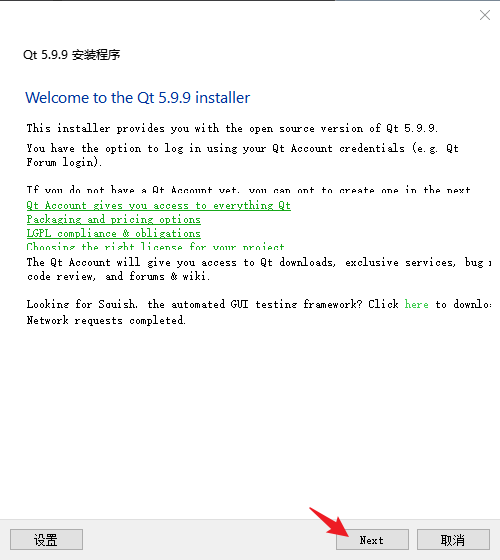 Qt 5.9.9 安装程序
Welcome to the Qt 5.9.9 installer
This installer provides you with the open source version of Qt 5.9.9.
You have the option to log in using your Qt Account credentials (e.g. Qt
Forum login).
If you do not have a Qt Account yet, you can opt to create one in the next
Qt Account gives you access to everything Qt
Packaging and pricing options
LGPL compliance & obligations
Choosing the right license for your project
The Qt Account will give you access to Qt downloads, exclusive services, bug
code review, and forums & wiki.
Looking for Squish, the automated GUI testing framework? Click here to downlo
Network requests completed.
设置
Next
取消